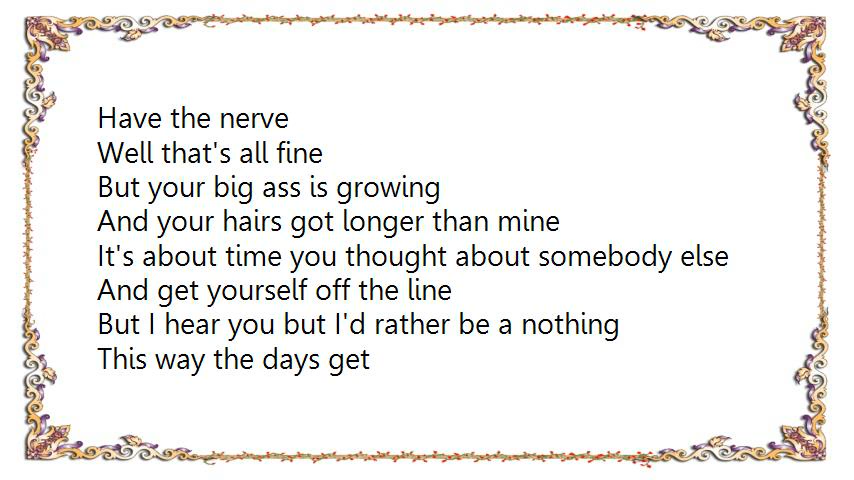 Have the nerve
Well that's all fine
But your big ass is growing
And your hairs got longer than mine
It's about time you thought about somebody else
And get yourself off the line
But I hear you but I'd rather be a nothing
This way the days get